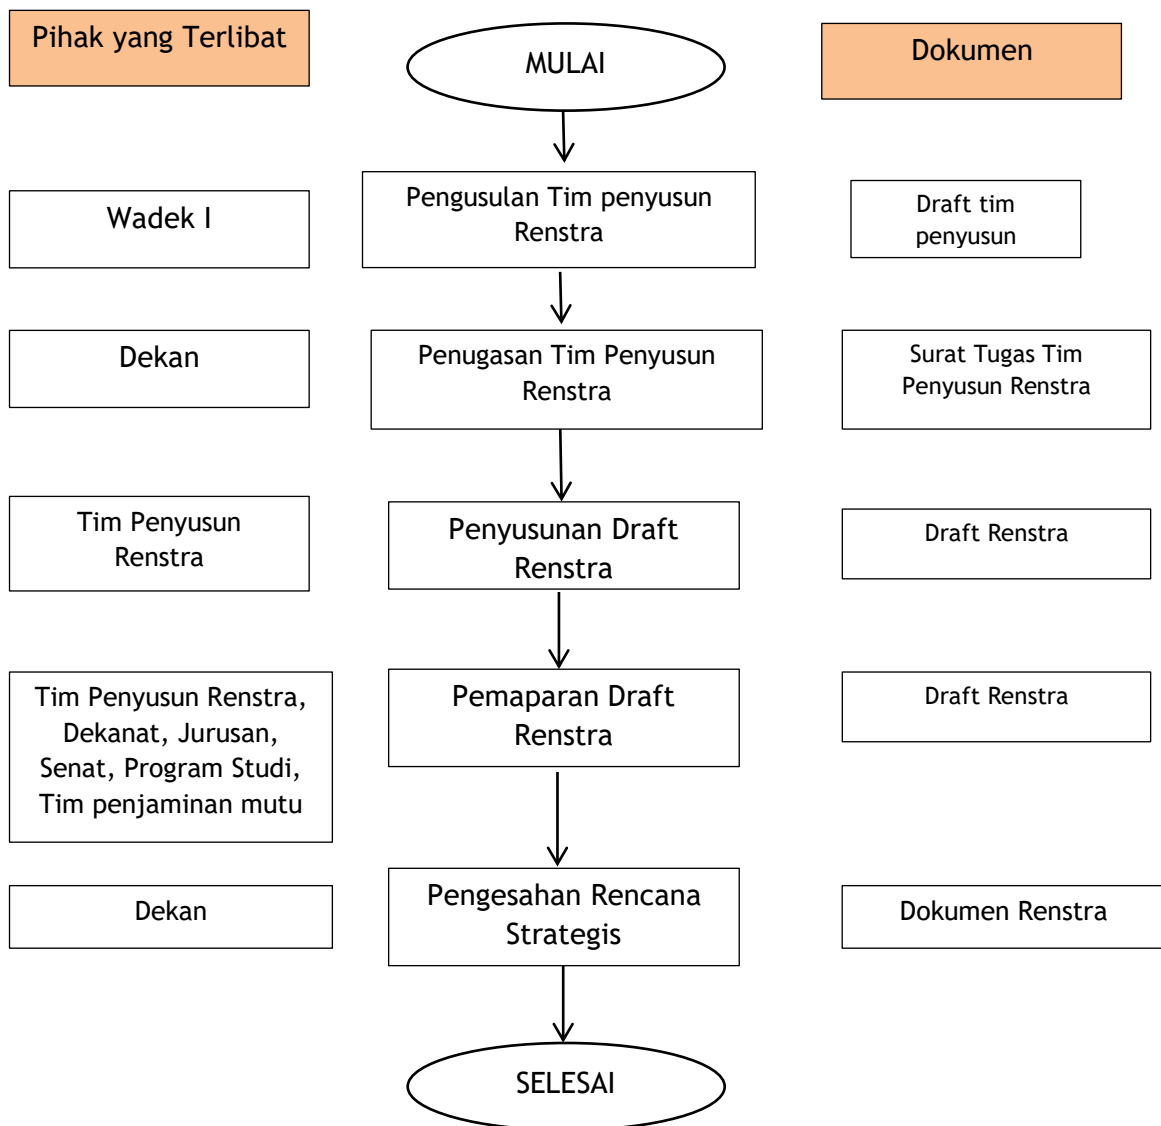 Pihak yang Terlibat
MULAI
Dokumen
Wadek I
Pengusulan Tim penyusun
Renstra
Draft tim
penyusun
Dekan
Penugasan Tim Penyusun
Renstra
Surat Tugas Tim
Penyusun Renstra
Tim Penyusun
Renstra
Penyusunan Draft
Renstra
Draft Renstra
Tim Penyusun Renstra,
Dekanat, Jurusan,
Senat, Program Studi,
Tim penjaminan mutu
Pemaparan Draft
Renstra
Draft Renstra
Dekan
Pengesahan Rencana
Strategis
Dokumen Renstra
SELESAI